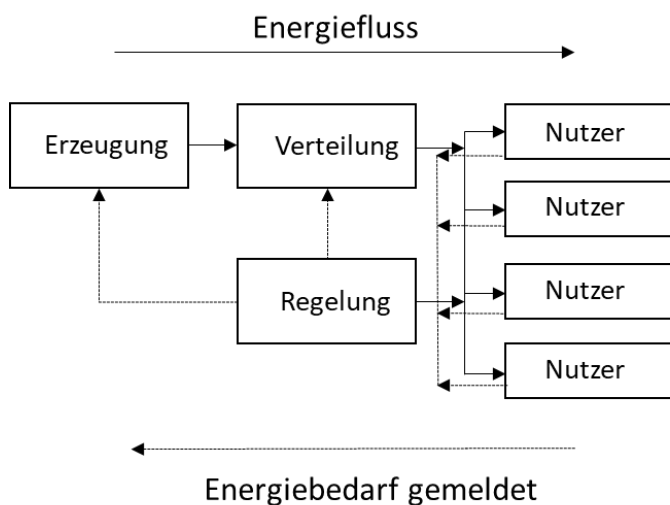 Energiefluss
Erzeugung
Verteilung
Nutzer
Nutzer
Regelung
Nutzer
Nutzer
Energiebedarf gemeldet